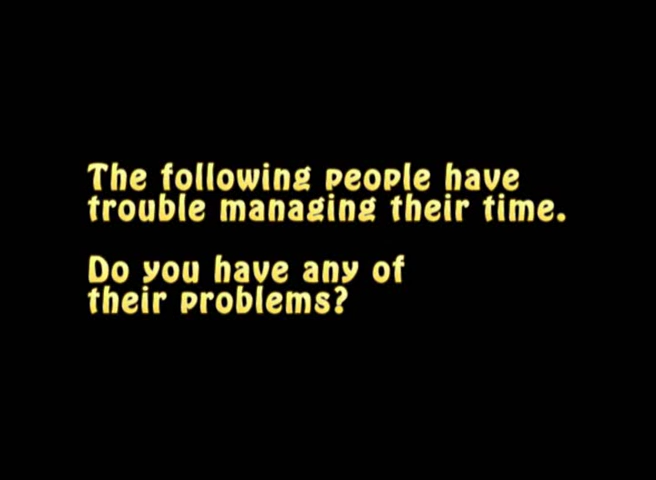 The following people have
trouble managing their time.
Do you have any of
their problems?